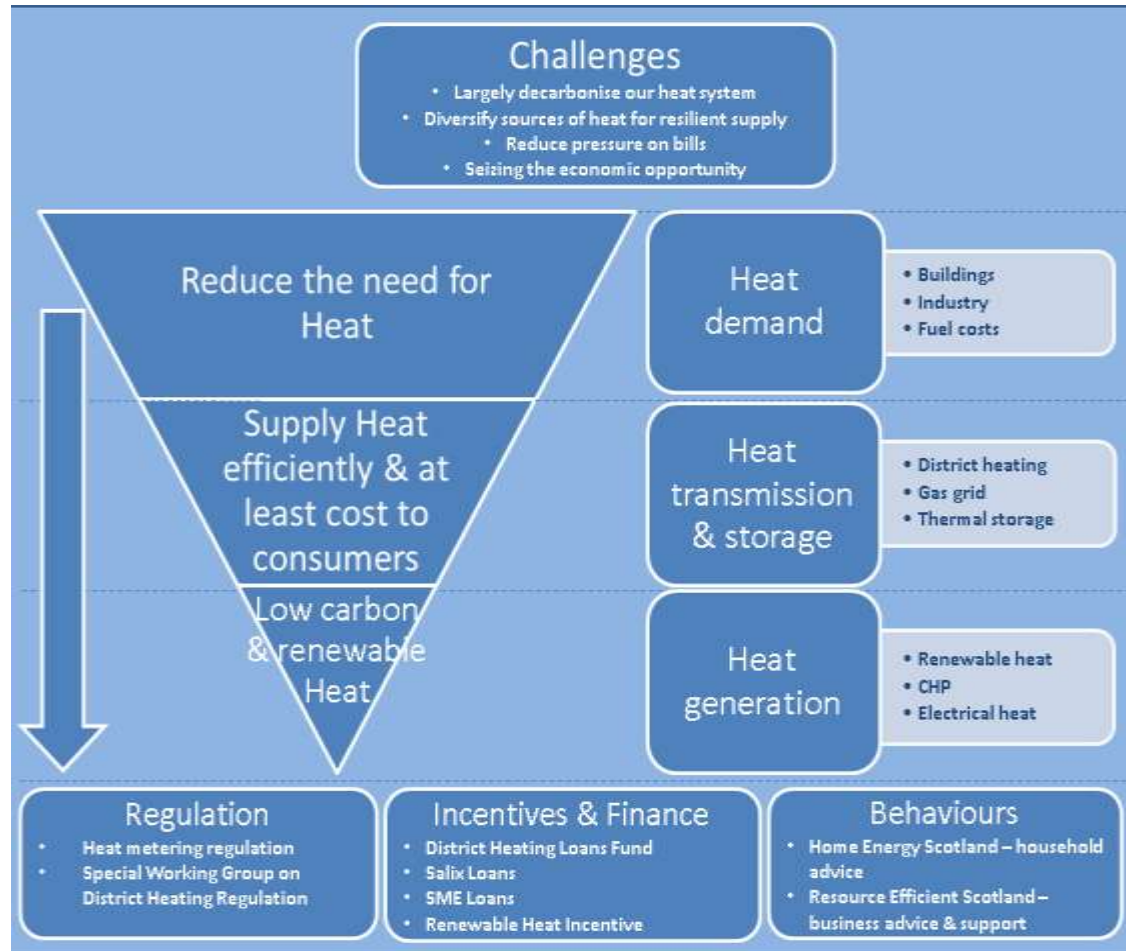 Challenges
• Largely decarbonise our heat system
• Diversify sources of heat for resilient supply
• Reduce pressure on bills
• Seizing the economic opportunity
Reduce the need for
Heat
Heat
demand
• Buildings
• Industry
• Fuel costs
Supply Heat
efficiently & at
least cost to
consumers
Heat
transmission
& storage
• District heating
• Gas grid
• Thermal storage
Low carbon
& renewable
Heat
Heat
generation
• Renewable heat
• CHP
• Electrical heat
Regulation
• Heat metering regulation
• Special Working Group on
District Heating Regulation
Incentives & Finance
• District Heating Loans Fund
• Salix Loans
• SME Loans
• Renewable Heat Incentive
Behaviours
• Home Energy Scotland – household
advice
• Resource Efficient Scotland –
business advice & support